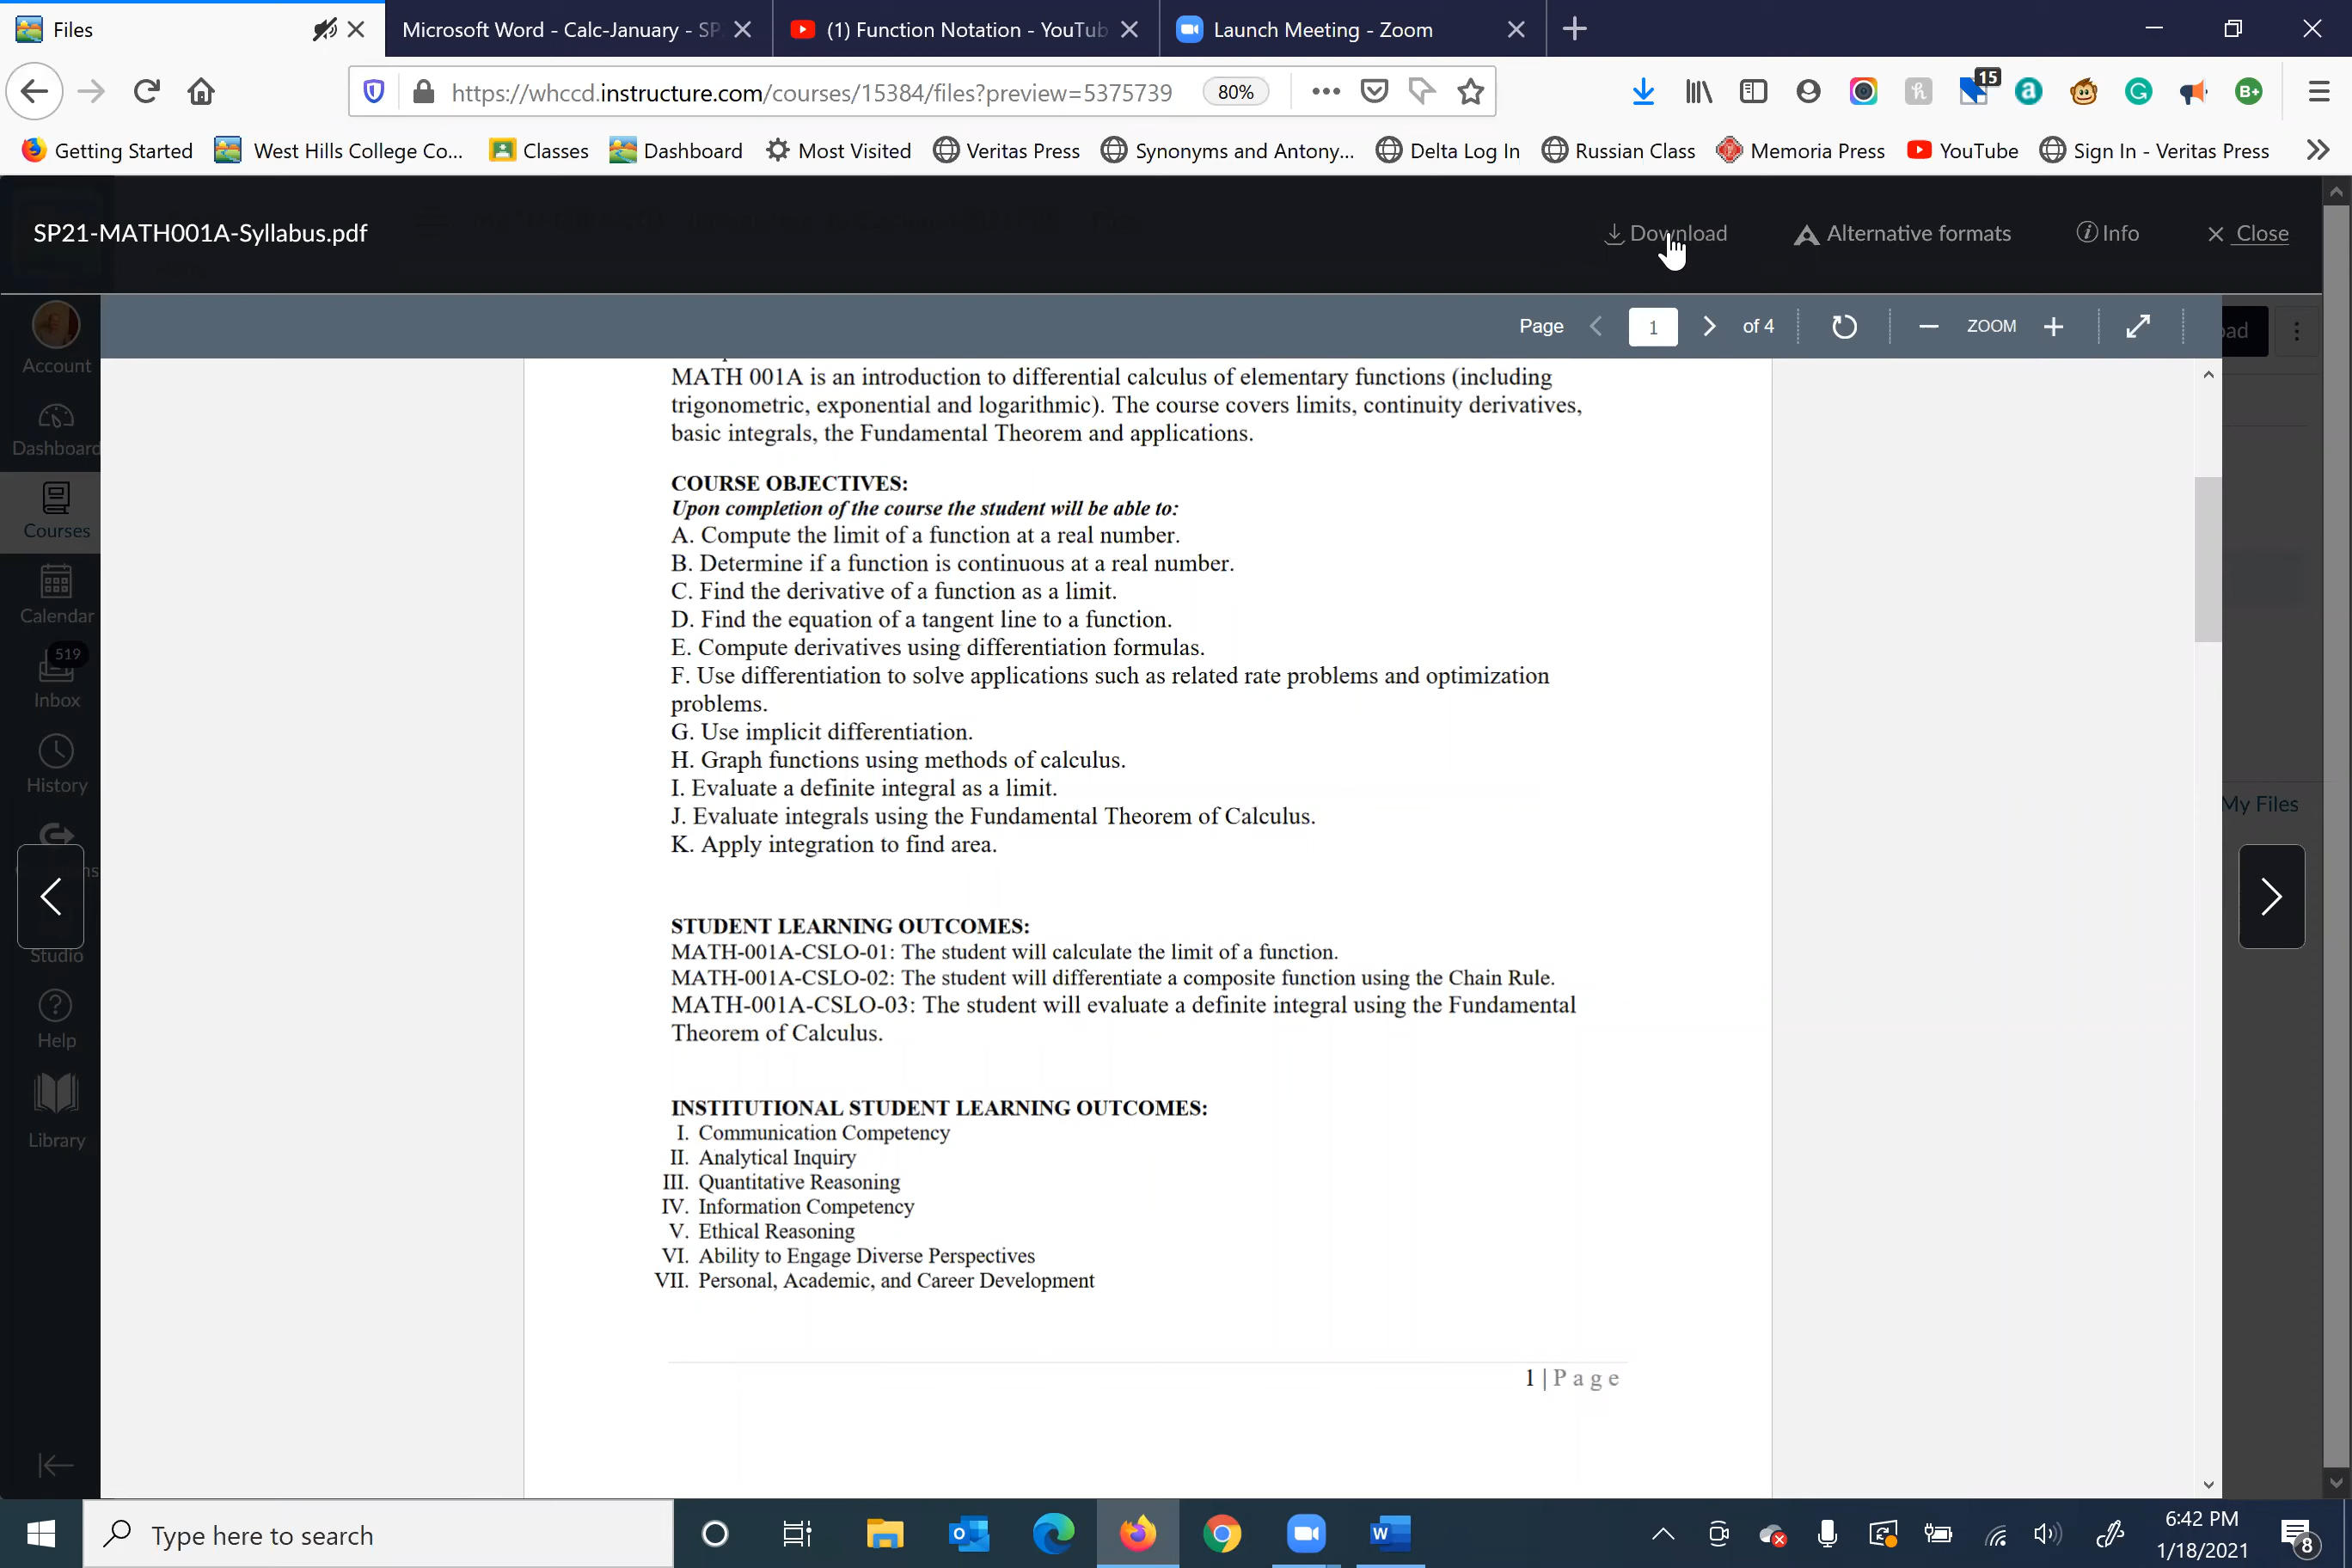 Files
Microsoft Word - Calc-January - SP
(1) Function Notation - YouTub
Launch Meeting - Zoom
https://whccd.instructure.com/courses/15384/files?preview=5375739
80%
15
B+
Getting Started
West Hills College Co...
Classes
Dashboard
Most Visited
Veritas Press
Synonyms and Antony...
Delta Log In
Russian Class
Memoria Press
YouTube
Sign In - Veritas Press
SP21-MATH001A-Syllabus.pdf
Download
Alternative formats
Info
Close
Page
1
of 4
ZOOM
oad
Account
Dashboard
Courses
Calendar
519
Inbox
History
ns
Studio
Help
Library
My Files
MATH 001A is an introduction to differential calculus of elementary functions (including
trigonometric, exponential and logarithmic). The course covers limits, continuity derivatives,
basic integrals, the Fundamental Theorem and applications.
COURSE OBJECTIVES:
Upon completion of the course the student will be able to:
A. Compute the limit of a function at a real number.
B. Determine if a function is continuous at a real number.
C. Find the derivative of a function as a limit.
D. Find the equation of a tangent line to a function.
E. Compute derivatives using differentiation formulas.
F. Use differentiation to solve applications such as related rate problems and optimization
problems.
G. Use implicit differentiation.
H. Graph functions using methods of calculus.
I. Evaluate a definite integral as a limit.
J. Evaluate integrals using the Fundamental Theorem of Calculus.
K. Apply integration to find area.
STUDENT LEARNING OUTCOMES:
MATH-001A-CSLO-01: The student will calculate the limit of a function.
MATH-001A-CSLO-02: The student will differentiate a composite function using the Chain Rule.
MATH-001A-CSLO-03: The student will evaluate a definite integral using the Fundamental
Theorem of Calculus.
INSTITUTIONAL STUDENT LEARNING OUTCOMES:
I. Communication Competency
II. Analytical Inquiry
III. Quantitative Reasoning
IV. Information Competency
V. Ethical Reasoning
VI. Ability to Engage Diverse Perspectives
VII. Personal, Academic, and Career Development
1 | P a g e
Type here to search
6:42 PM
1/18/2021
8